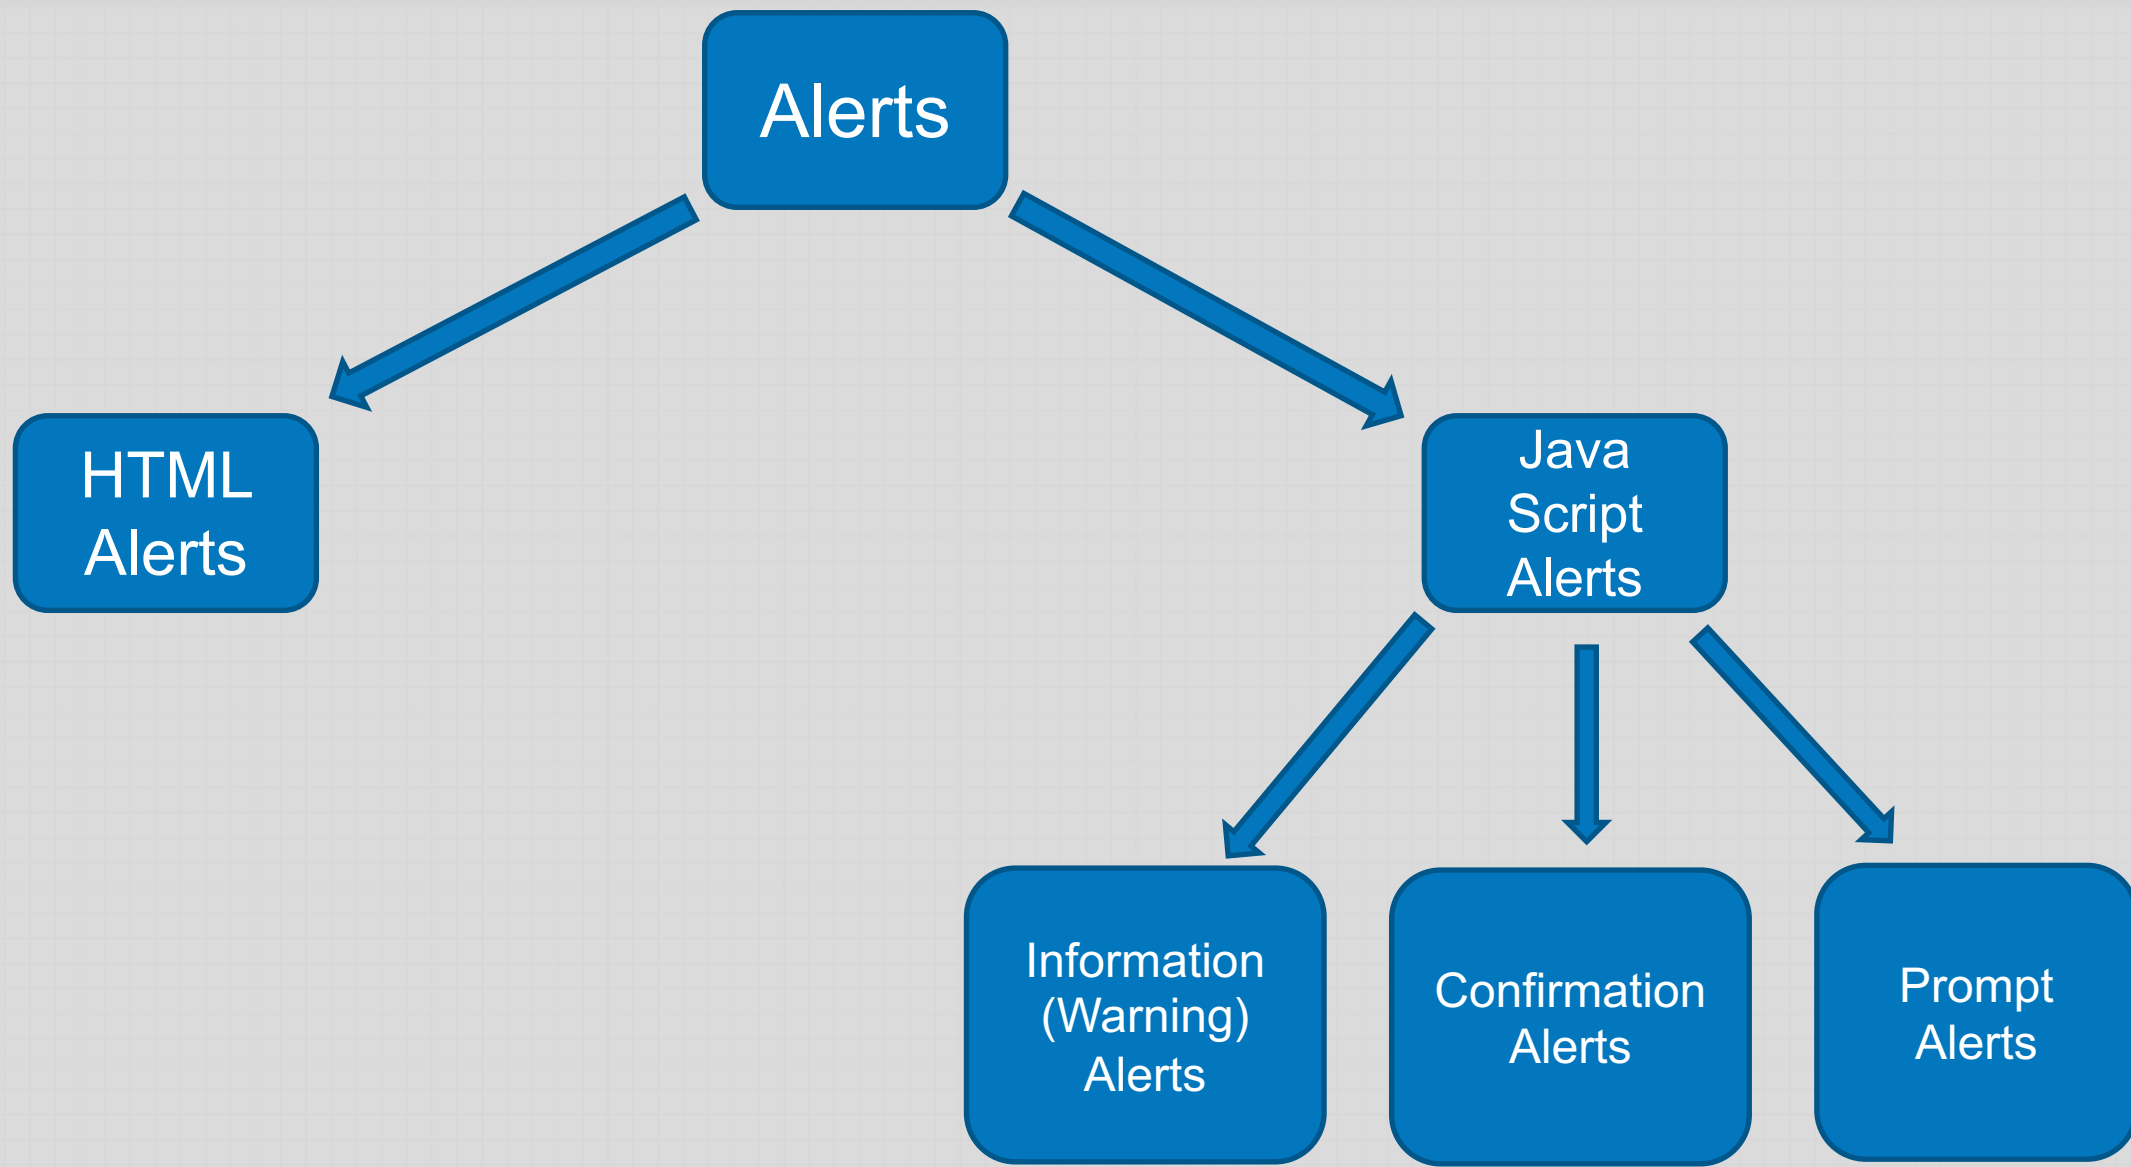 Alerts
HTML
Alerts
Java
Script
Alerts
Information
(Warning)
Alerts
Confirmation
Alerts
Prompt
Alerts